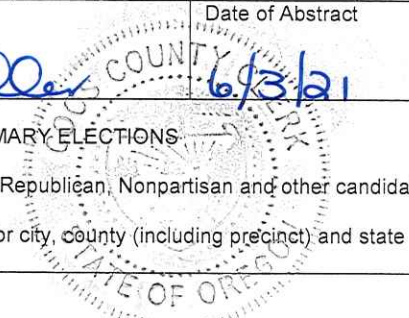 Date of Abstract
6/3/21
COOS COUNTY CLERK
MARY ELECTIONS
Republican, Nonpartisan and other candida
or city, county (including precinct) and state
STATE OF OREGON